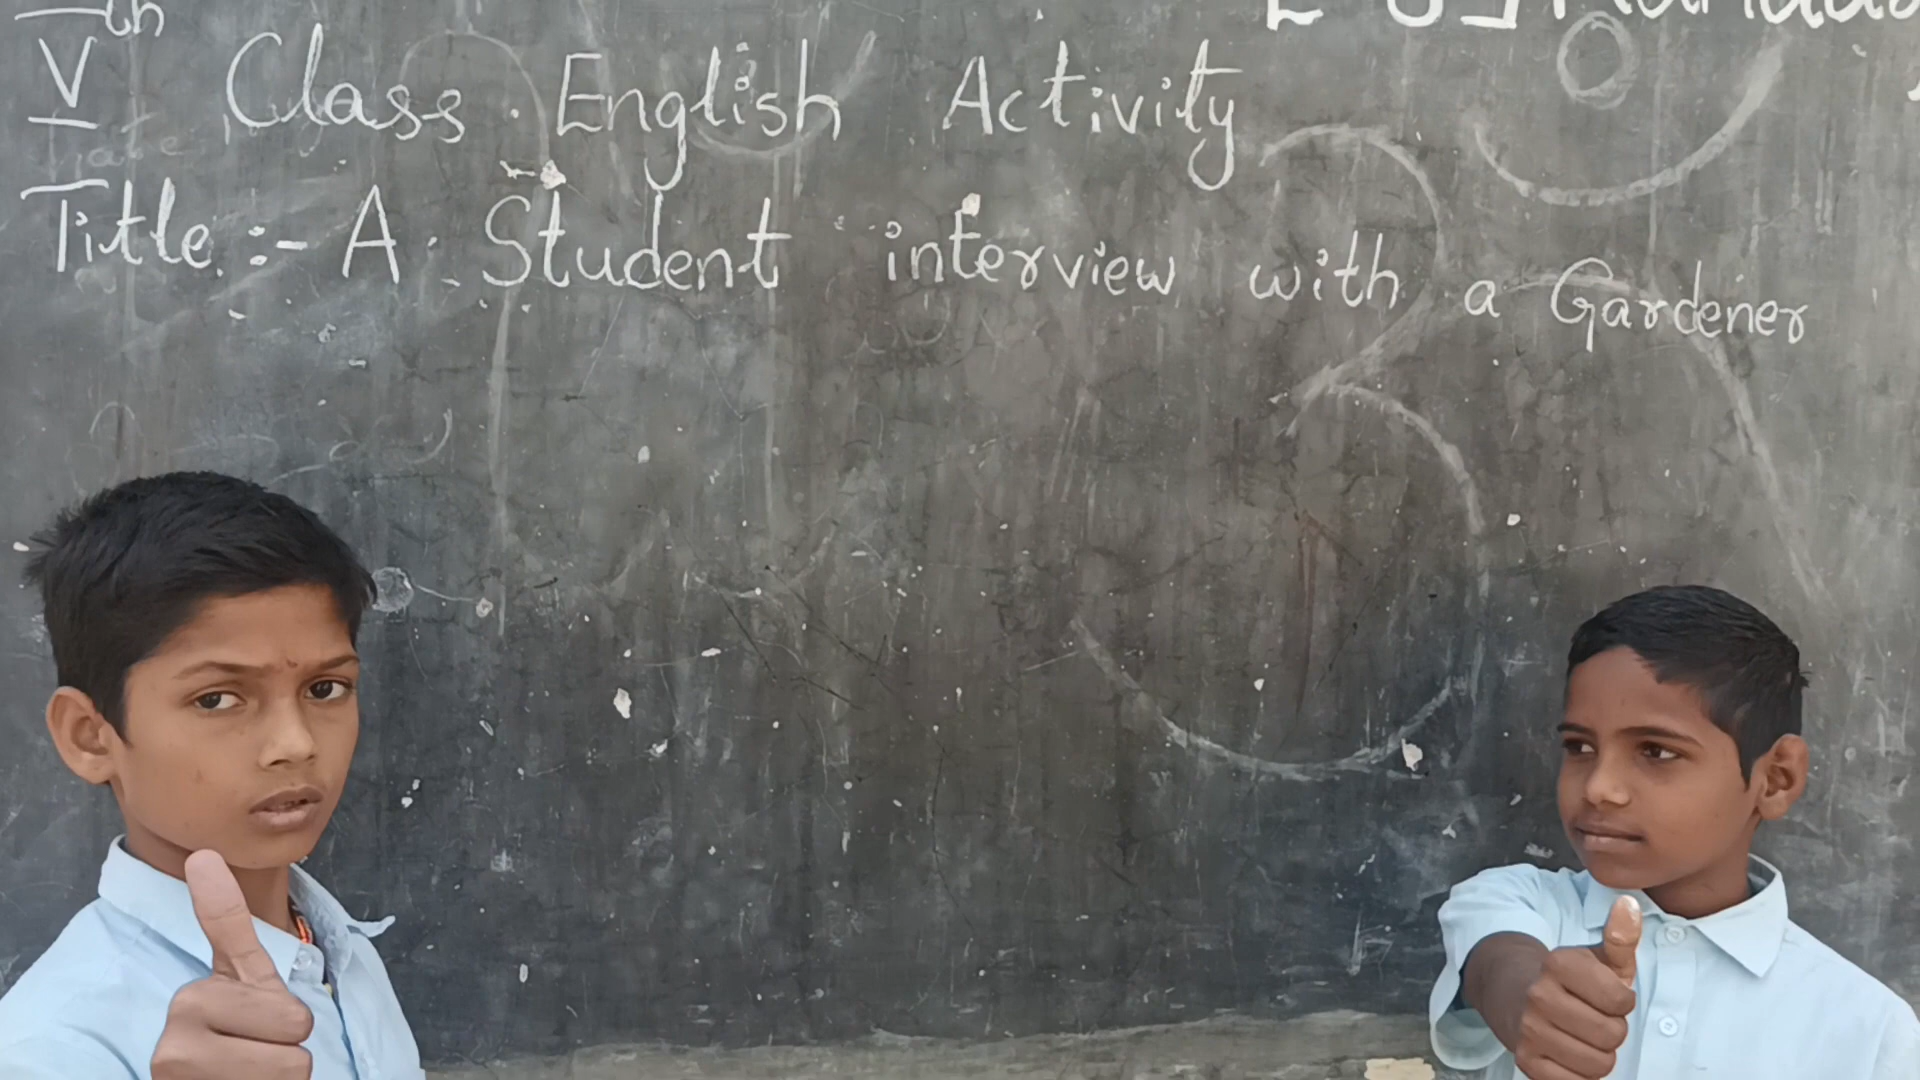 Vth Class English Activity
Title :- A Student interview with a Gardener